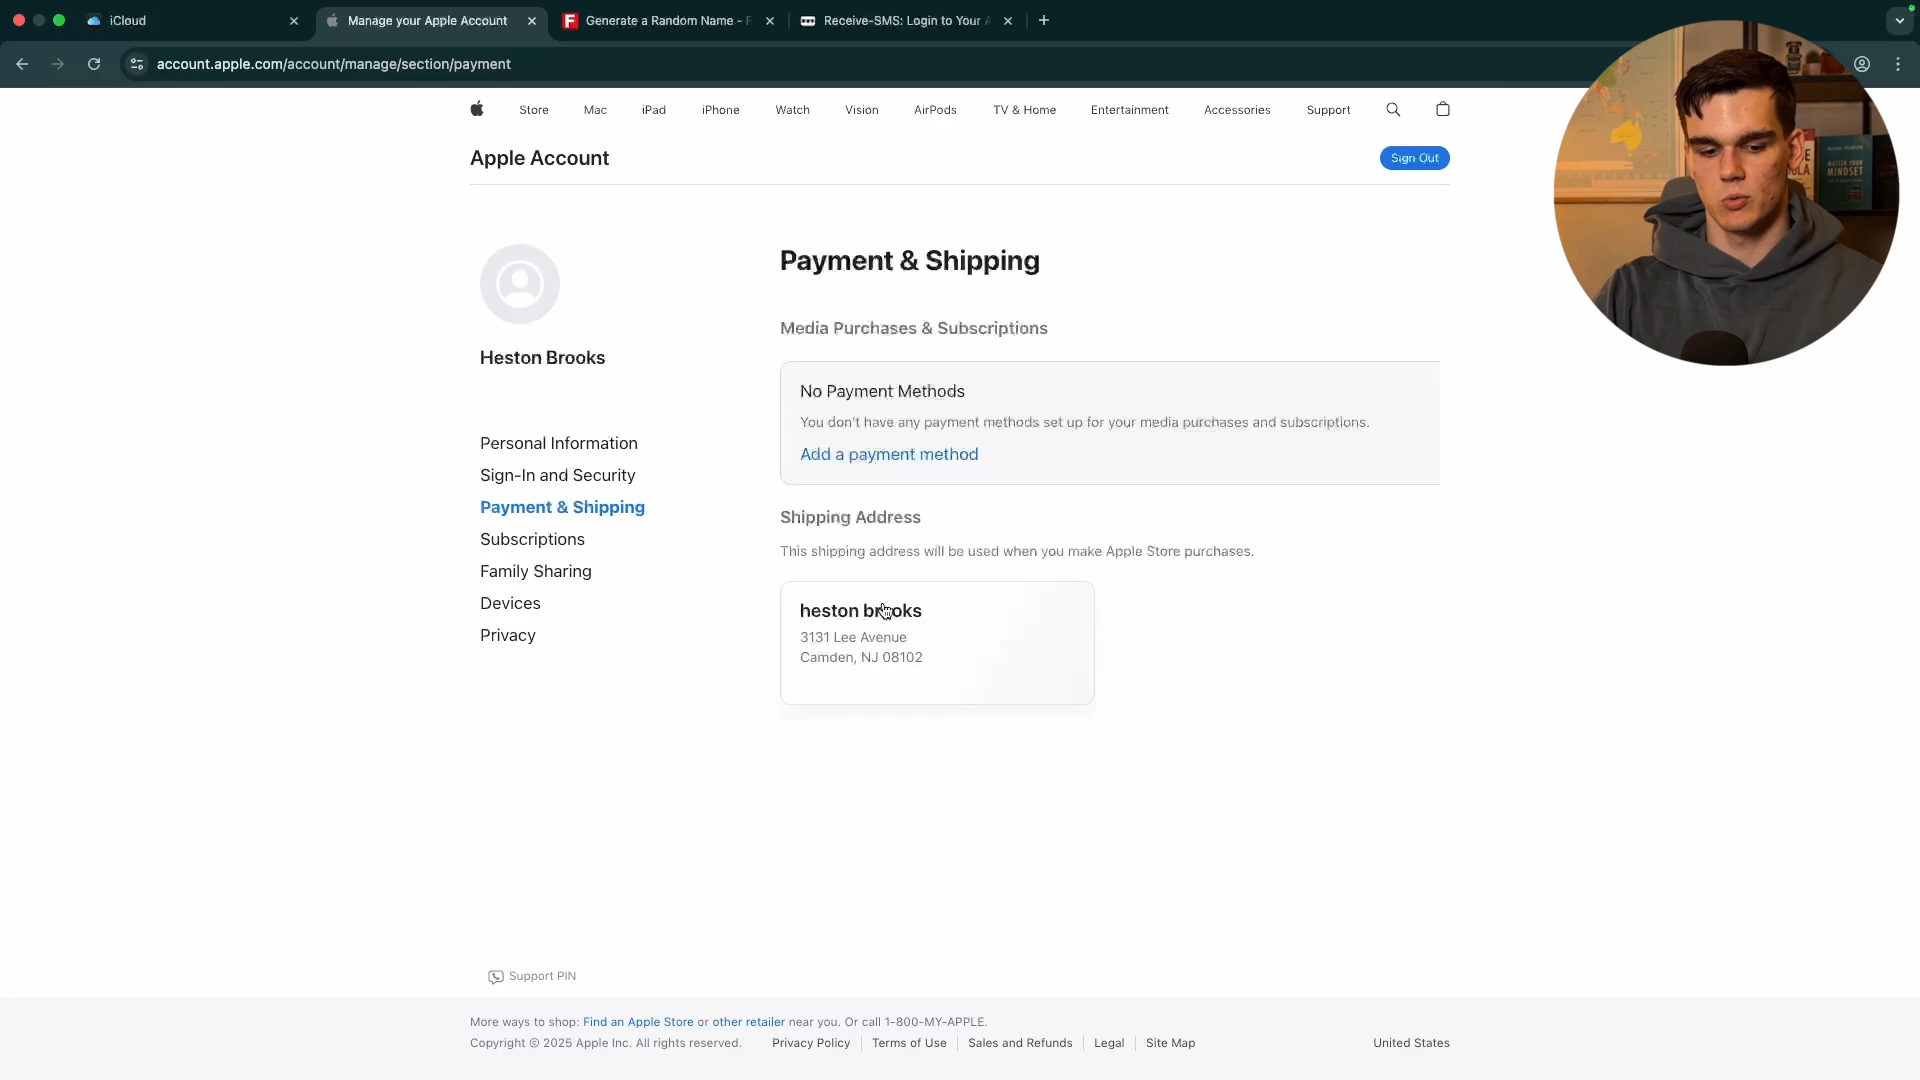 iCloud
Manage your Apple Account
Generate a Random Name - F
Receive-SMS: Login to Your A
account.apple.com/account/manage/section/payment
Store Mac iPad iPhone Watch Vision AirPods TV & Home Entertainment Accessories Support
Apple Account
Sign Out
Heston Brooks
Personal Information
Sign-In and Security
Payment & Shipping
Subscriptions
Family Sharing
Devices
Privacy
Payment & Shipping
Media Purchases & Subscriptions
No Payment Methods
You don't have any payment methods set up for your media purchases and subscriptions.
Add a payment method
Shipping Address
This shipping address will be used when you make Apple Store purchases.
heston brooks
3131 Lee Avenue
Camden, NJ 08102
MASTER YOUR
MINDSET
Support PIN
More ways to shop: Find an Apple Store or other retailer near you. Or call 1-800-MY-APPLE.
Copyright © 2025 Apple Inc. All rights reserved. Privacy Policy Terms of Use Sales and Refunds Legal Site Map United States